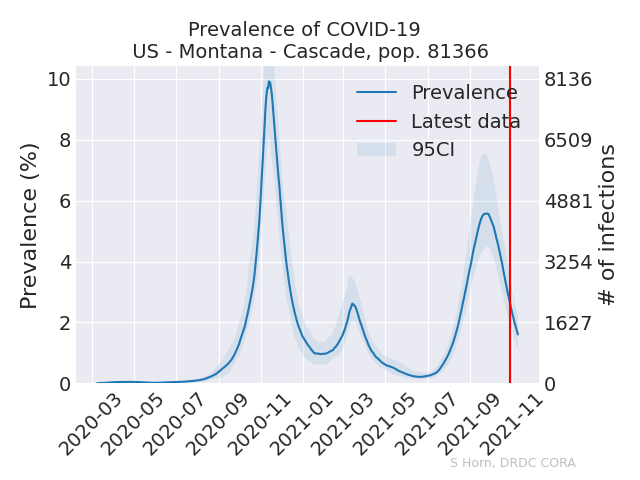 Prevalence of COVID-19
US - Montana - Cascade, pop. 81366
Prevalence (%)
10
8
6
4
2
0
Prevalence
Latest data
95CI
8136
6509
4881
3254
1627
0
# of infections
2020-03
2020-05
2020-07
2020-09
2020-11
2021-01
2021-03
2021-05
2021-07
2021-09
2021-11
S Horn, DRDC CORA